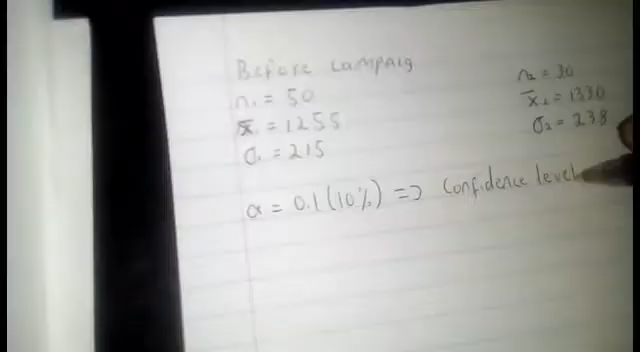 Before Campaig
n₁ = 50
x̄₁ = 1255
σ₁ = 215
n₂ = 30
x̄₂ = 1330
σ₂ = 238
α = 0.1 (10%) => Confidence level